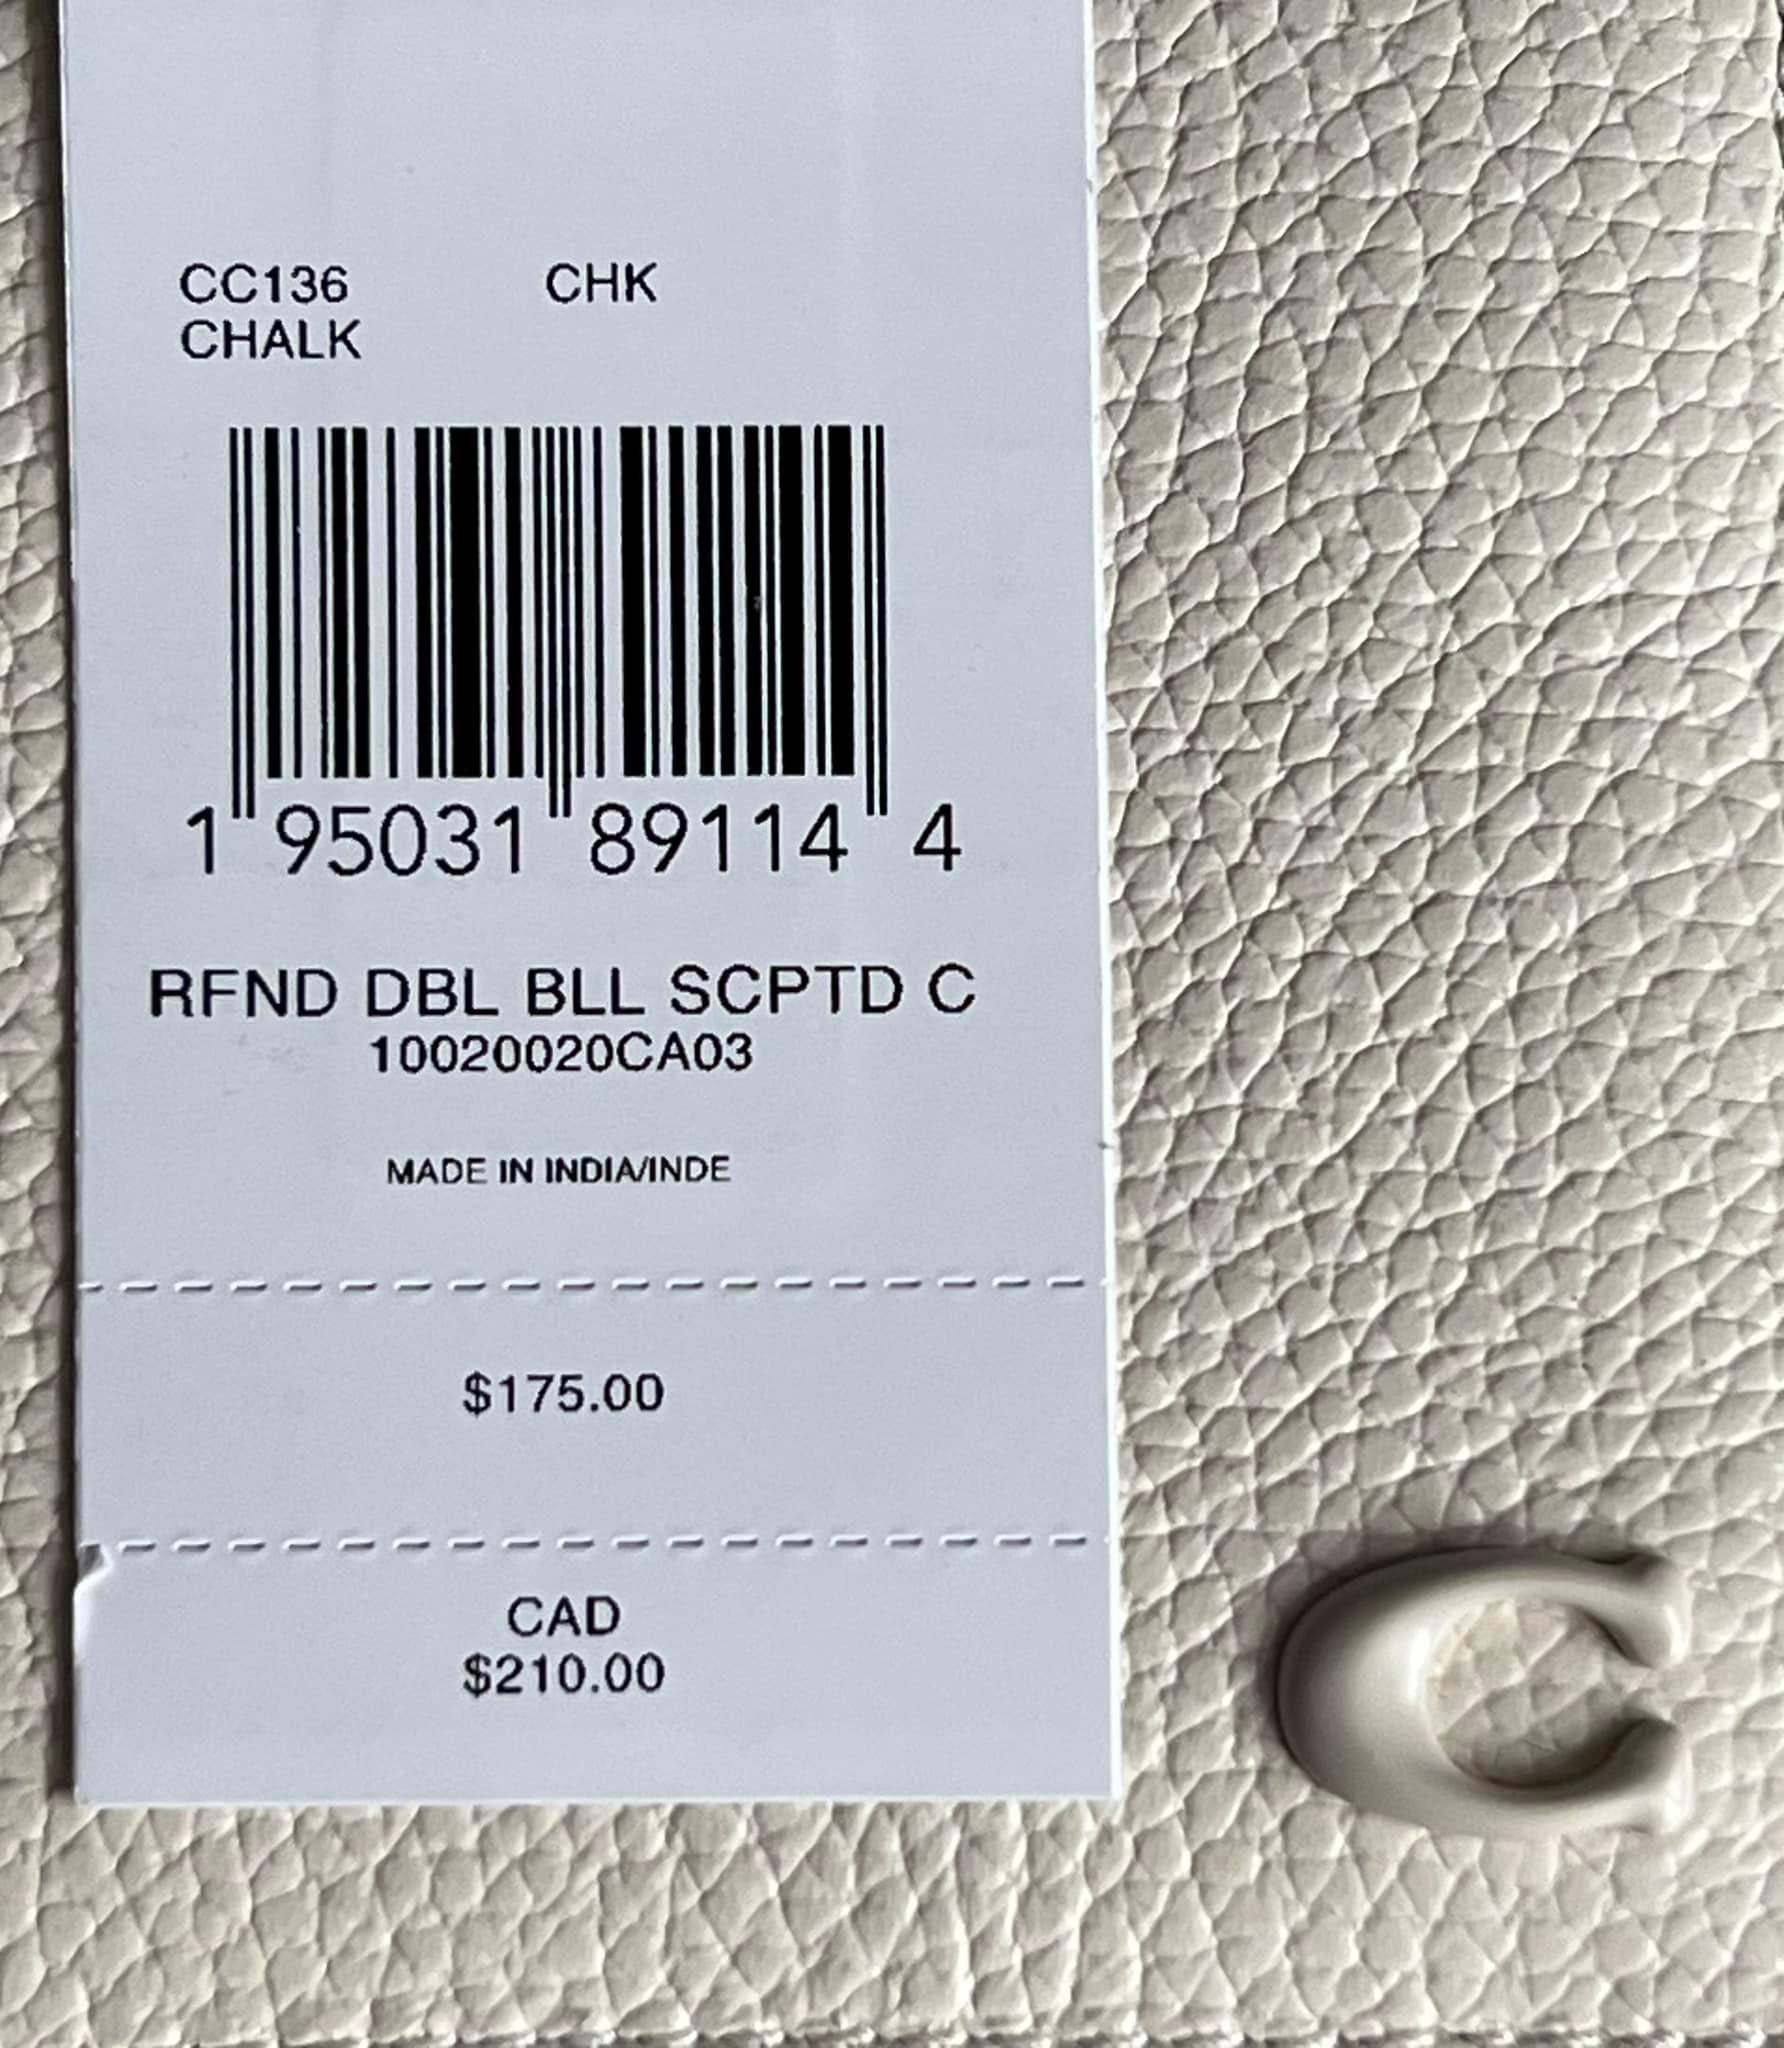 CC136 CHK
CHALK
1 95031 89114 4
RFND DBL BLL SCPTD C
10020020CA03
MADE IN INDIA/INDE
$175.00
CAD
$210.00
C